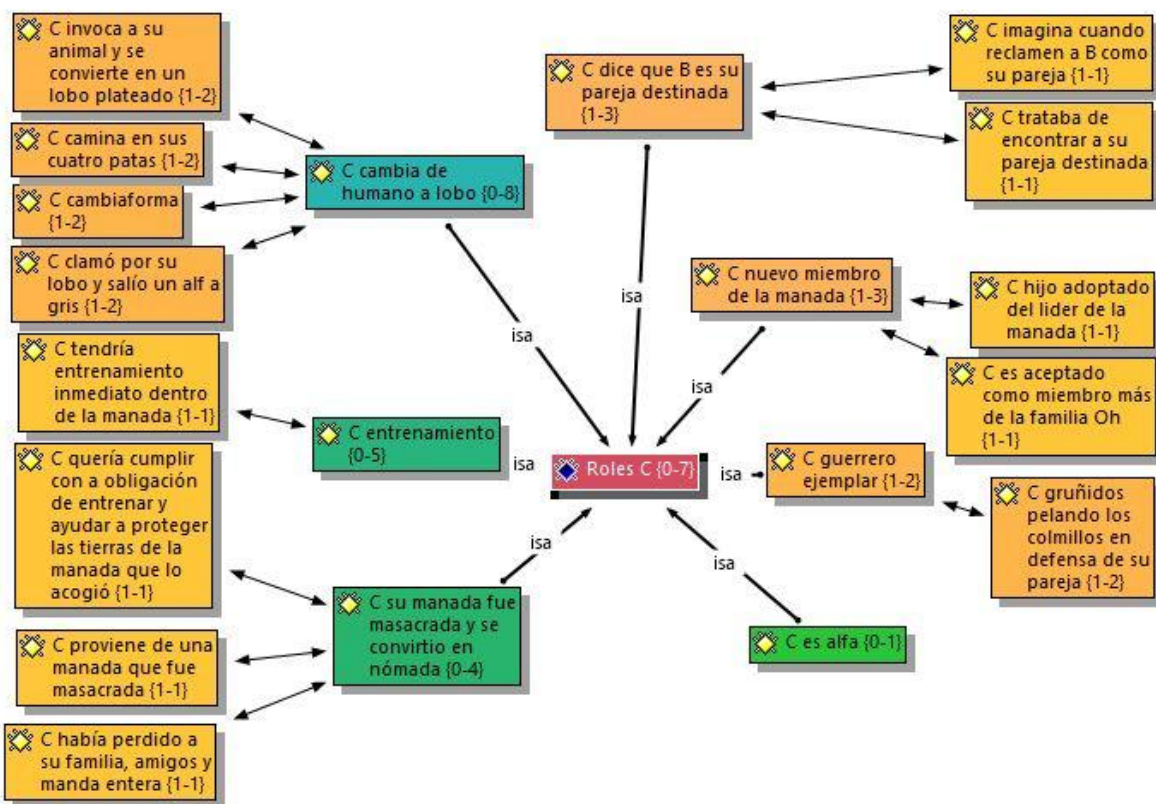 C invoca a su
animal y se
convierte en un
lobo plateado {1-2}
C camina en sus
cuatro patas {1-2}
C cambiaforma
{1-2}
C clamó por su
lobo y salío un alf a
gris {1-2}
C cambia de
humano a lobo {0-8}
C dice que B es su
pareja destinada
{1-3}
C imagina cuando
reclamen a B como
su pareja {1-1}
C trataba de
encontrar a su
pareja destinada
{1-1}
C nuevo miembro
de la manada {1-3}
C hijo adoptado
del lider de la
manada {1-1}
C es aceptado
como miembro más
de la familia Oh
{1-1}
isa
isa
isa
C tendría
entrenamiento
inmediato dentro
de la manada {1-1}
C entrenamiento
{0-5}
isa
Roles C {0-7}
isa
C guerrero
ejemplar {1-2}
C gruñidos
pelando los
colmillos en
defensa de su
pareja {1-2}
C quería cumplir
con a obligación
de entrenar y
ayudar a proteger
las tierras de la
manada que lo
acogió {1-1}
isa
isa
C su manada fue
masacrada y se
convirtio en
nómada {0-4}
C es alfa {0-1}
C proviene de una
manada que fue
masacrada {1-1}
C había perdido a
su familia, amigos y
manda entera {1-1}